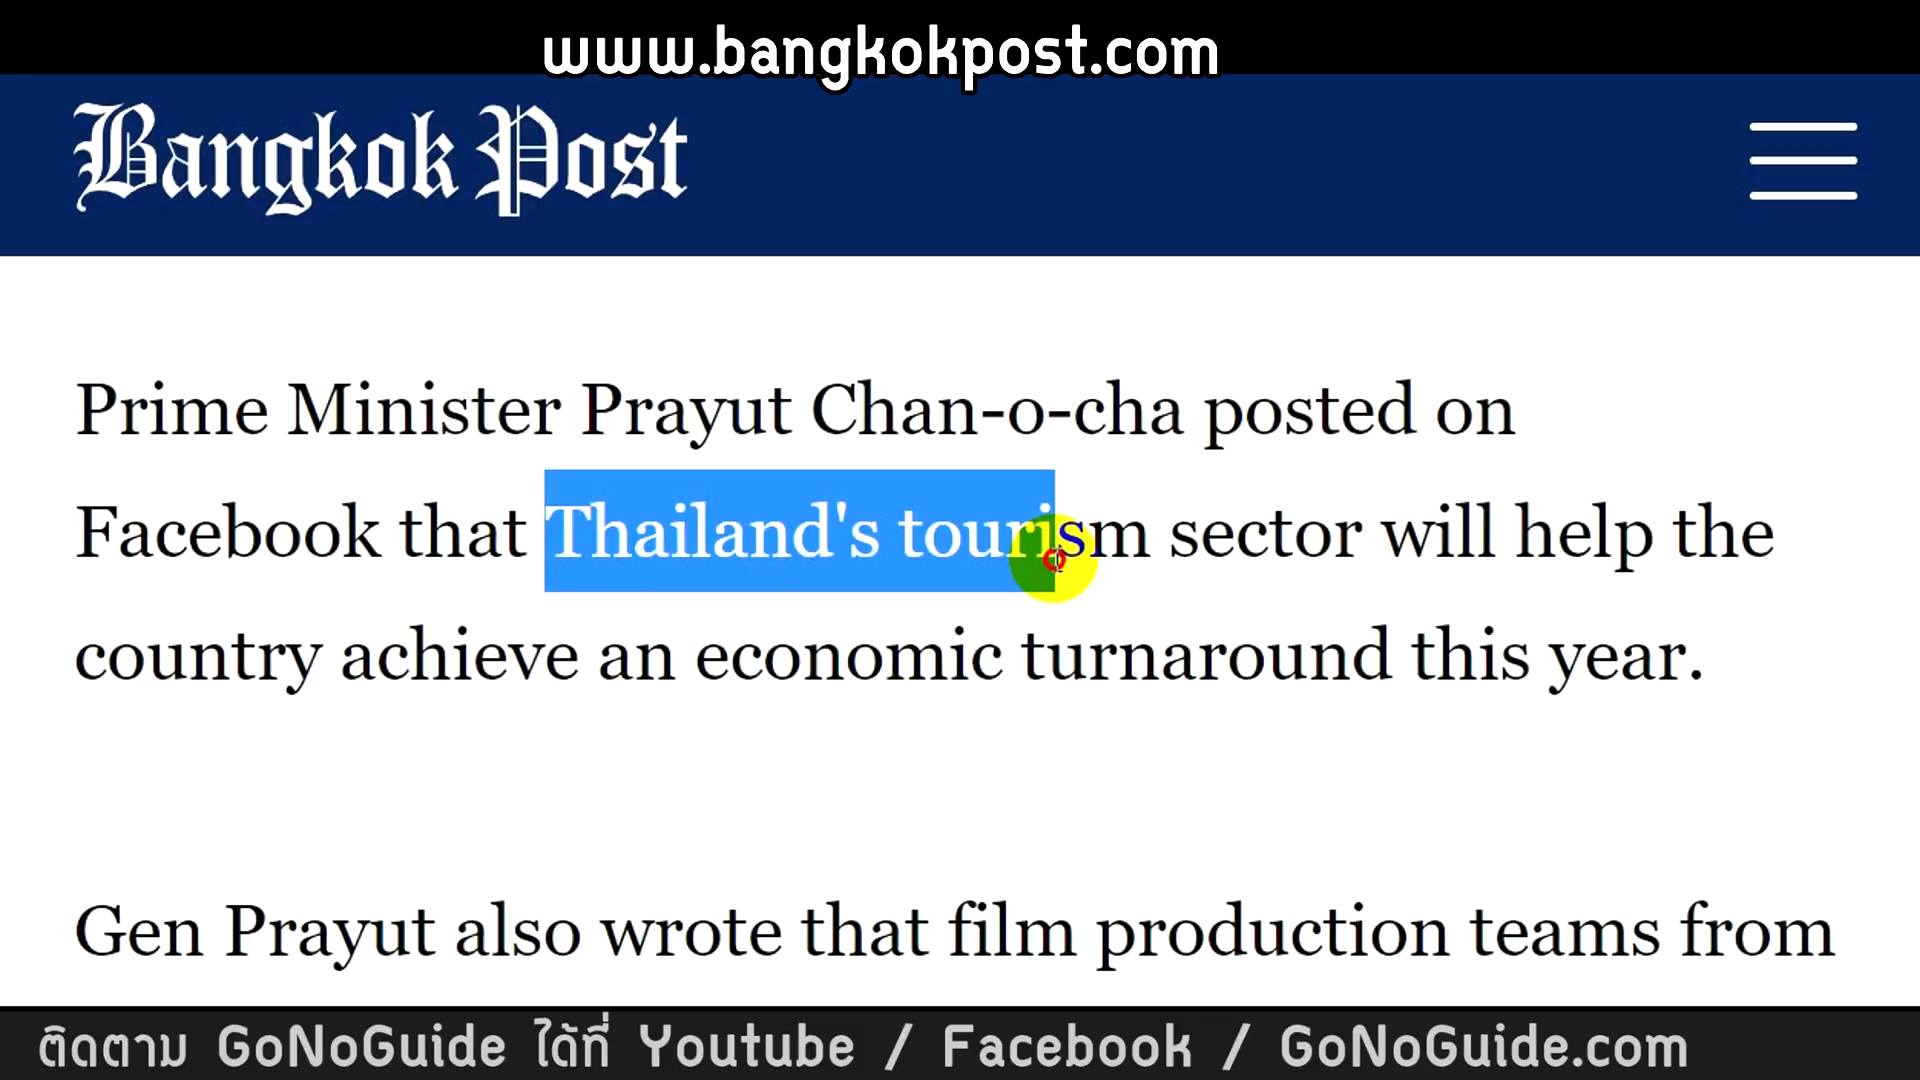 www.bangkokpost.com
Bangkok Post
Prime Minister Prayut Chan-o-cha posted on
Facebook that Thailand's tourism sector will help the
country achieve an economic turnaround this year.
Gen Prayut also wrote that film production teams from
ติดตาม GoNoGuide ได้ที่ Youtube / Facebook / GoNoGuide.com